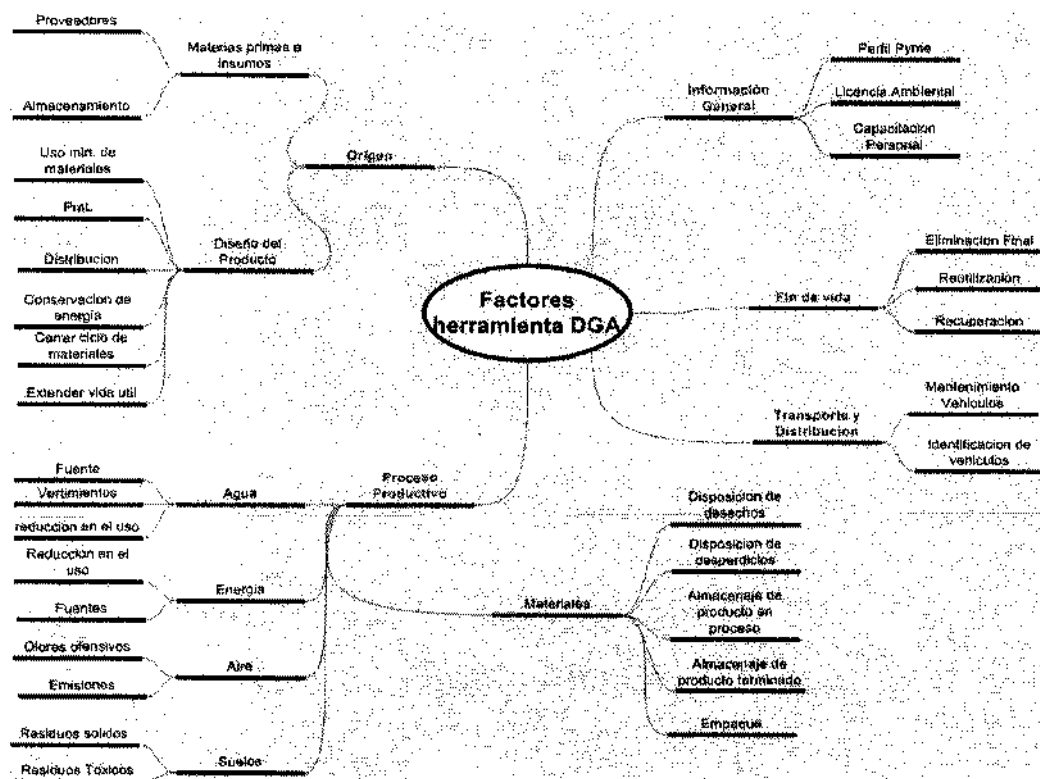 Factores
herramienta DGA
Origen
Materias primas e
insumos
Proveedores
Almacenamiento
Diseño del
Producto
Uso min. de
materiales
PmL
Distribucion
Conservacion de
energia
Cerrar ciclo de
materiales
Extender vida util
Proceso
Productivo
Agua
Fuente
Vertimientos
reduccion en el uso
Energia
Reduccion en el
uso
Fuentes
Aire
Olores ofensivos
Emisiones
Suelos
Residuos solidos
Residuos Toxicos
Materiales
Disposicion de
desechos
Disposicion de
desperdicios
Almacenaje de
producto en
proceso
Almacenaje de
producto terminado
Empaque
Información
General
Perfil Pyme
Licencia Ambiental
Capacitacion
Personal
Fin de vida
Eliminacion Final
Reutilizacion
Recuperacion
Transporte y
Distribucion
Mantenimiento
Vehiculos
Identificacion de
vehiculos